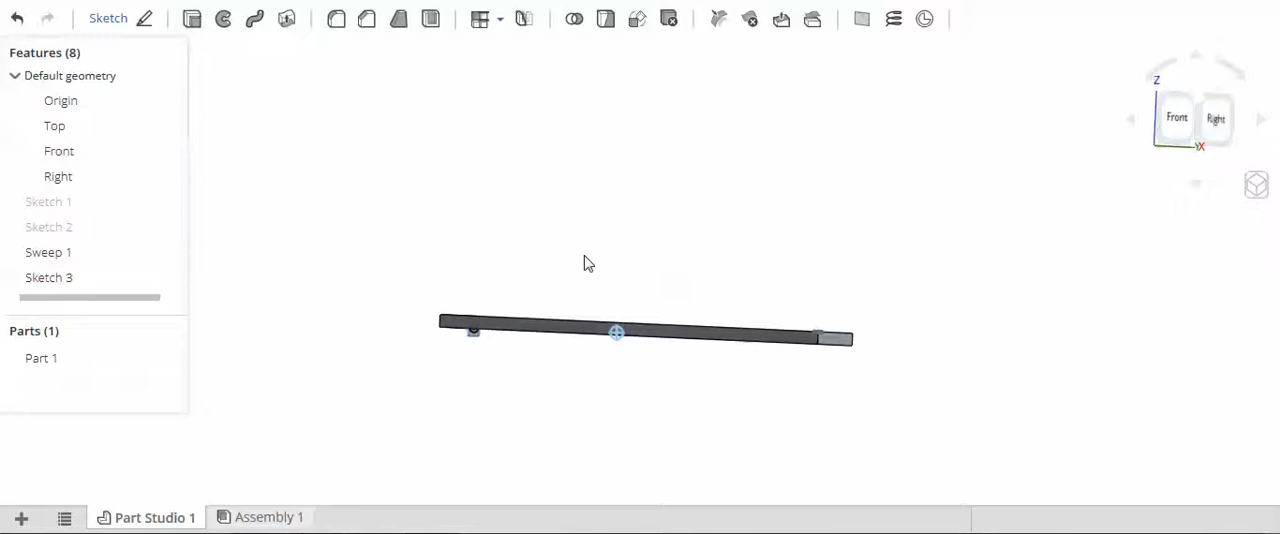 Sketch
Features (8)
Default geometry
Origin
Top
Front
Right
Sketch 1
Sketch 2
Sweep 1
Sketch 3
Parts (1)
Part 1
Z
Front
Right
X
Part Studio 1
Assembly 1